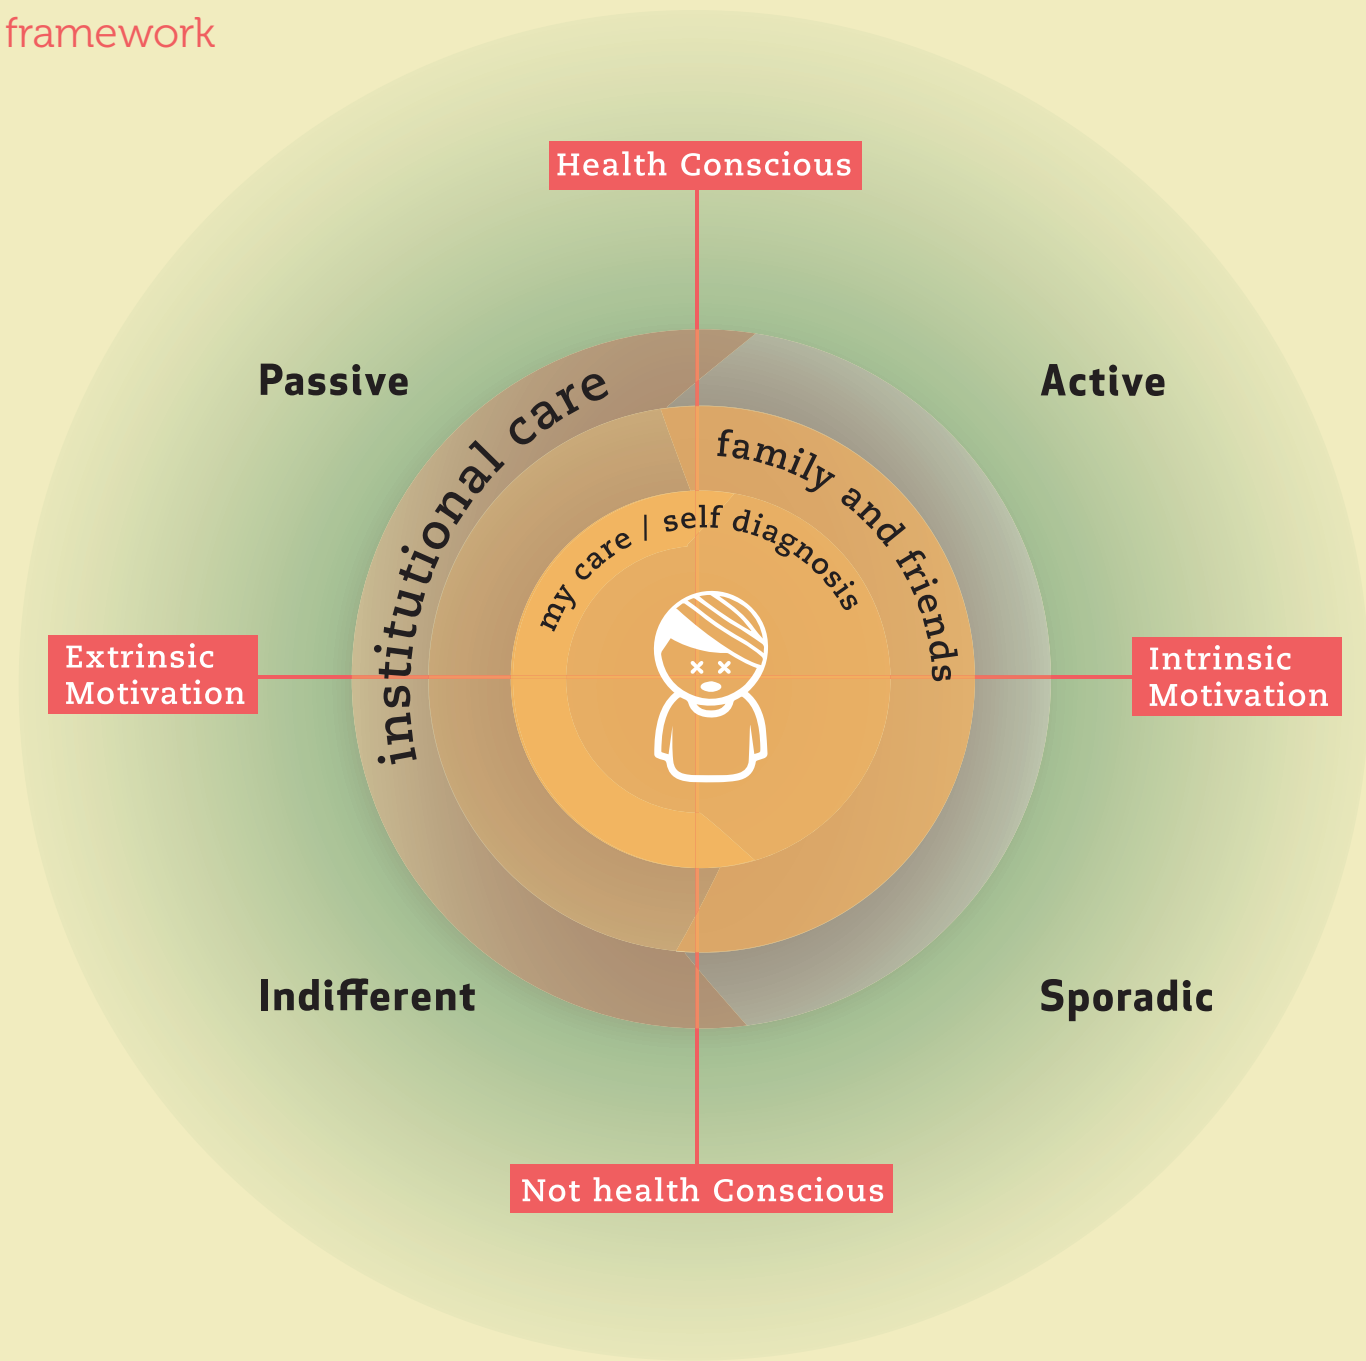 framework
Health Conscious
Passive
Active
institutional care
family and friends
my care / self diagnosis
Extrinsic
Motivation
Intrinsic
Motivation
Indifferent
Sporadic
Not health Conscious